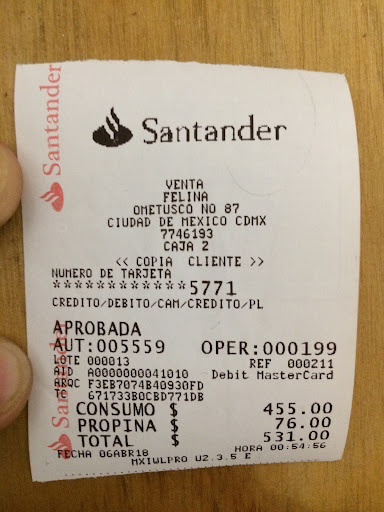 Santander
Santander
VENTA
FELINA
OMETUSCO NO 87
CIUDAD DE MEXICO CDMX
7746193
CAJA 2
<< COPIA CLIENTE >>
NUMERO DE TARJETA
************5771
CREDITO/DEBITO/CAM/CREDITO/PL
APROBADA
AUT:005559 OPER:000199
LOTE 000013 REF 000211
AID A0000000041010 Debit MasterCard
ARQC F3EB7074B40930FD
TC 671733B0CBD771DB
CONSUMO $ 455.00
PROPINA $ 76.00
TOTAL $ 531.00
FECHA 06ABR18 HORA 00:54:56
MXIWLPRO U2.3.5 E
Santander